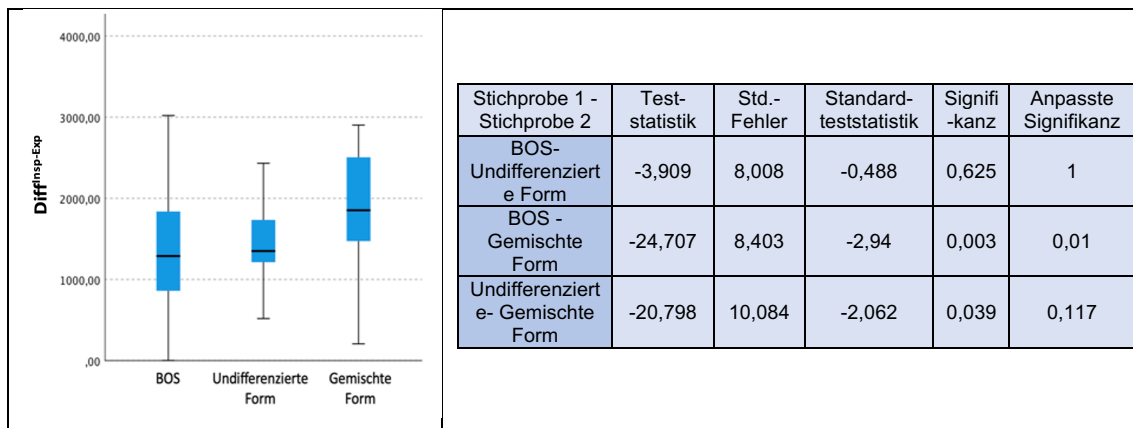 4000,00
3000,00
2000,00
1000,00
,00
Diff^Insp-Exp
BOS
Undifferenzierte
Form
Gemischte
Form
Stichprobe 1 -
Stichprobe 2
Test-
statistik
Std.-
Fehler
Standard-
teststatistik
Signifi
-kanz
Anpasste
Signifikanz
BOS-
Undifferenziert
e Form
-3,909
8,008
-0,488
0,625
1
BOS -
Gemischte
Form
-24,707
8,403
-2,94
0,003
0,01
Undifferenziert
e- Gemischte
Form
-20,798
10,084
-2,062
0,039
0,117